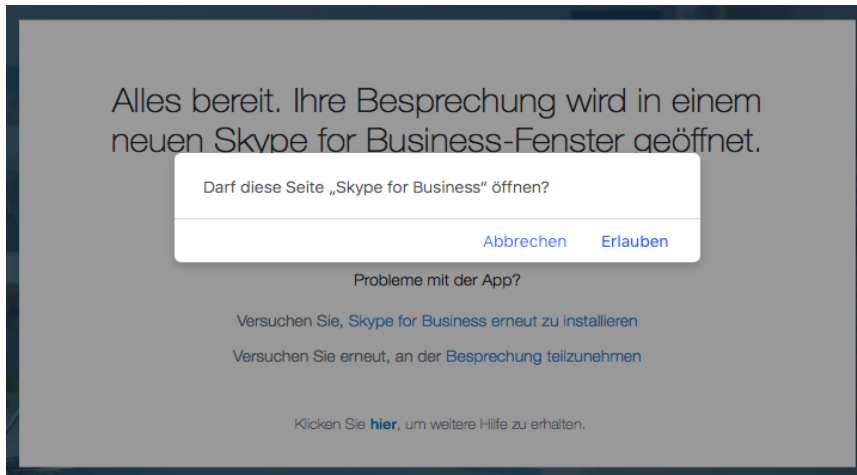 Alles bereit. Ihre Besprechung wird in einem
neuen Skype for Business-Fenster geöffnet.
Darf diese Seite „Skype for Business“ öffnen?
Abbrechen Erlauben
Probleme mit der App?
Versuchen Sie, Skype for Business erneut zu installieren
Versuchen Sie erneut, an der Besprechung teilzunehmen
Klicken Sie hier, um weitere Hilfe zu erhalten.